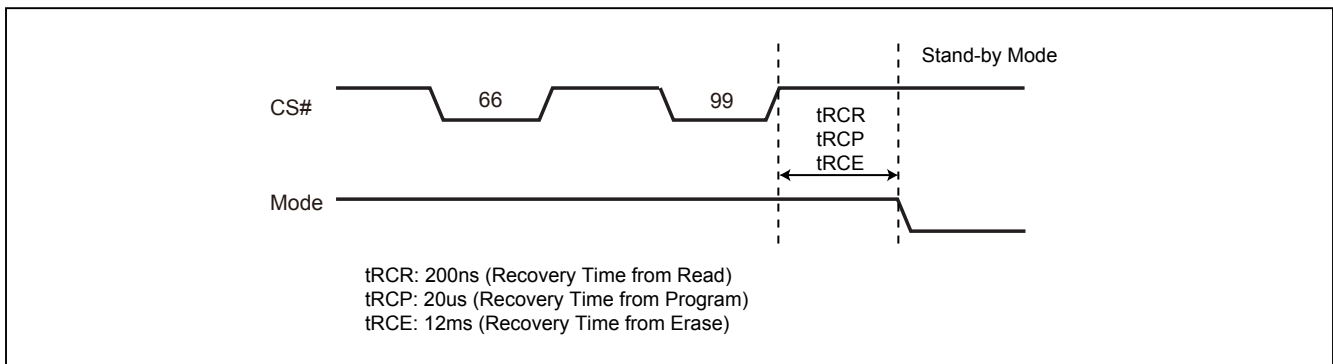 Stand-by Mode
CS#
66
99
tRCR
tRCP
tRCE
Mode
tRCR: 200ns (Recovery Time from Read)
tRCP: 20us (Recovery Time from Program)
tRCE: 12ms (Recovery Time from Erase)